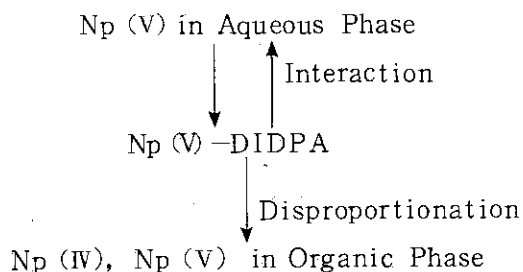 Np (V) in Aqueous Phase
Interaction
Np (V) —DIDPA
Disproportionation
Np (IV), Np (V) in Organic Phase